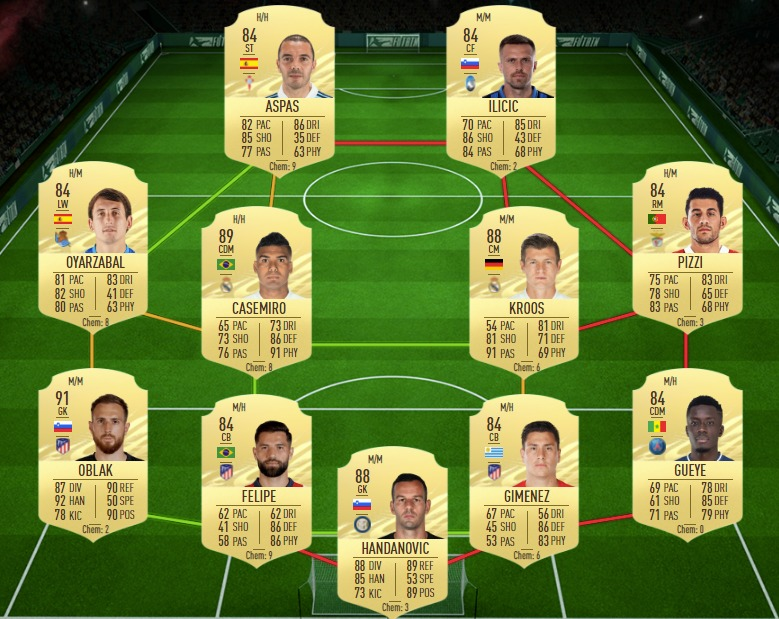 H/H
84
ST
ASPAS
82 PAC 86 DRI
85 SHO 35 DEF
77 PAS 63 PHY
Chem: 9
M/M
84
CF
ILICIC
70 PAC 85 DRI
86 SHO 43 DEF
84 PAS 68 PHY
Chem: 2
H/M
84
LW
OYARZABAL
81 PAC 83 DRI
82 SHO 41 DEF
80 PAS 63 PHY
Chem: 8
H/H
89
CDM
CASEMIRO
65 PAC 73 DRI
73 SHO 86 DEF
76 PAS 91 PHY
Chem: 8
M/M
88
CM
KROOS
54 PAC 81 DRI
81 SHO 71 DEF
91 PAS 69 PHY
Chem: 6
H/M
84
RM
PIZZI
75 PAC 83 DRI
78 SHO 65 DEF
83 PAS 68 PHY
Chem: 3
M/M
91
GK
OBLAK
87 DIV 90 REF
92 HAN 50 SPE
78 KIC 90 POS
Chem: 2
M/H
84
CB
FELIPE
62 PAC 62 DRI
41 SHO 86 DEF
58 PAS 86 PHY
Chem: 9
M/M
88
GK
HANDANOVIC
88 DIV 89 REF
85 HAN 53 SPE
73 KIC 89 POS
Chem: 3
M/H
84
CB
GIMENEZ
67 PAC 56 DRI
45 SHO 86 DEF
53 PAS 83 PHY
Chem: 6
M/H
84
CDM
GUEYE
69 PAC 78 DRI
61 SHO 85 DEF
71 PAS 79 PHY
Chem: 0